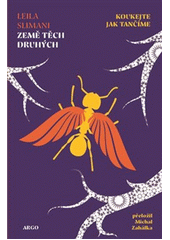 LEILA
SLIMANI
ZEMĚ TĚCH
DRUHÝCH
KOUKEJTE
JAK TANČÍME
ARGO
přeložil
Michal
Zahálka